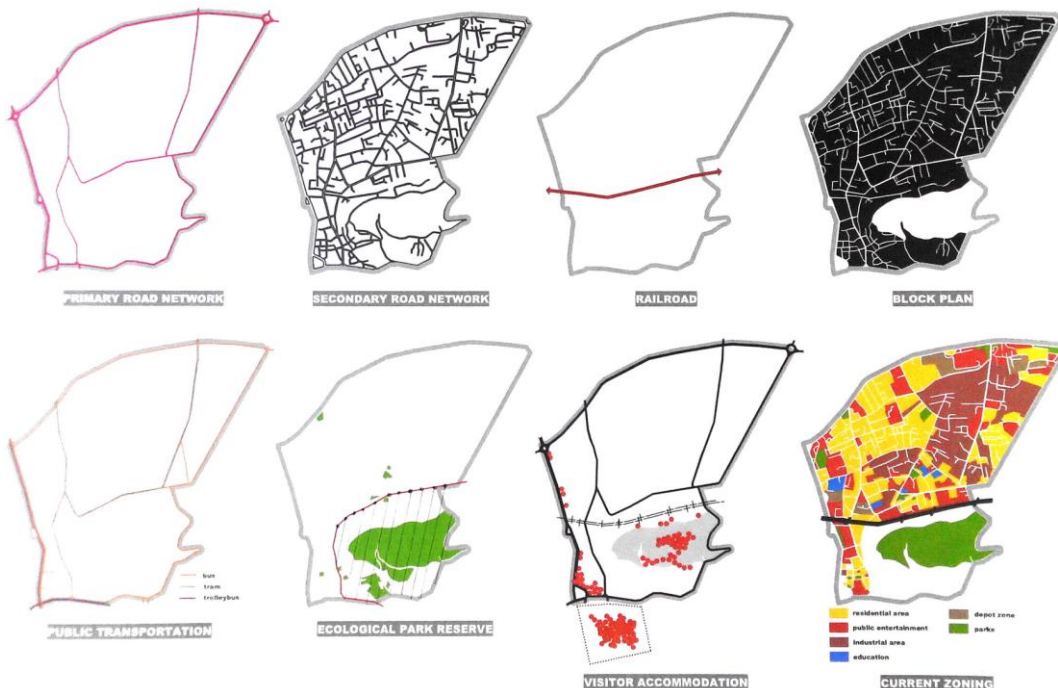 PRIMARY ROAD NETWORK
SECONDARY ROAD NETWORK
RAILROAD
BLOCK PLAN
bus
tram
trolleybus
PUBLIC TRANSPORTATION
ECOLOGICAL PARK RESERVE
VISITOR ACCOMMODATION
residential area
public entertainment
industrial area
education
depot zone
parks
CURRENT ZONING